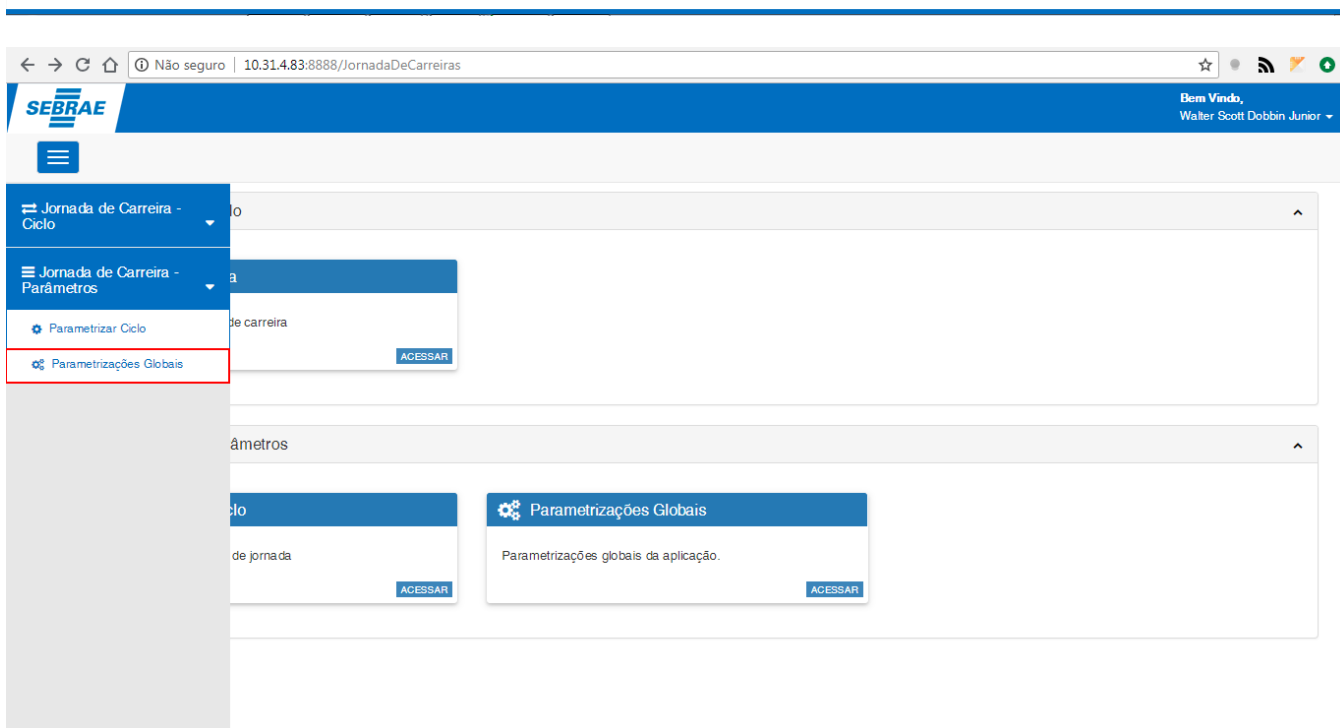 Não seguro | 10.31.4.83:8888/JornadaDeCarreiras
SEBRAE
Bem Vindo,
Walter Scott Dobbin Junior
Jornada de Carreira -
Ciclo
lo
Jornada de Carreira -
Parâmetros
a
Parametrizar Ciclo
de carreira
Parametrizações Globais
ACESSAR
âmetros
clo
Parametrizações Globais
de jornada
Parametrizações globais da aplicação.
ACESSAR
ACESSAR